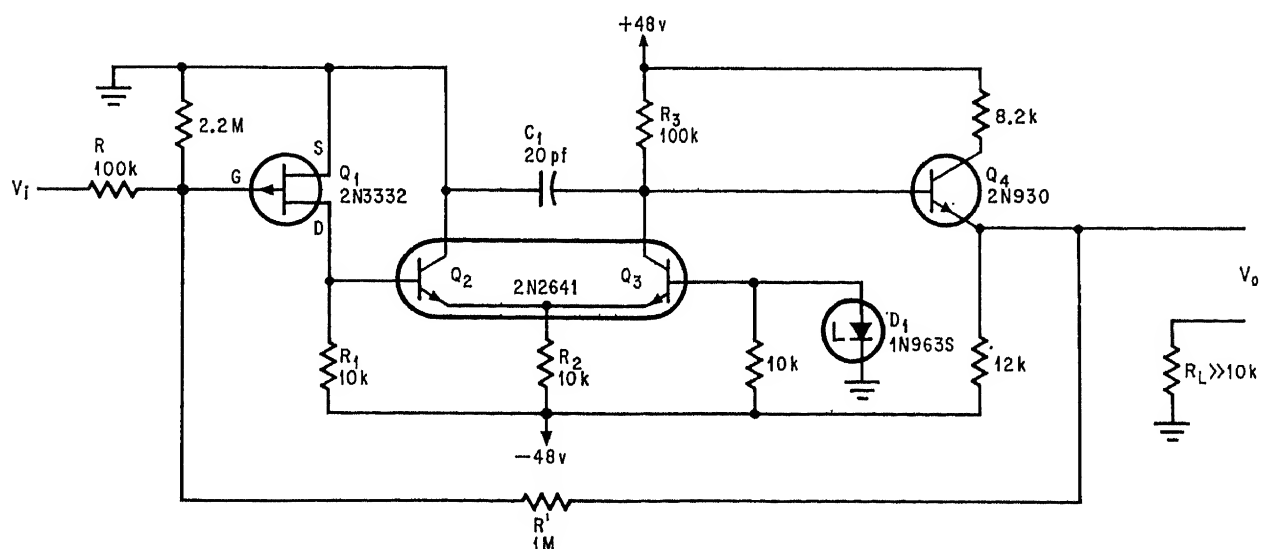 +48v
2.2M
R3
100k
8.2k
C1
20pf
R
100k
Vi
G
S
D
Q1
2N3332
Q4
2N930
Q2
2N2641
Q3
Vo
D1
1N963S
R1
10k
R2
10k
10k
12k
RL>>10k
-48v
R'
1M